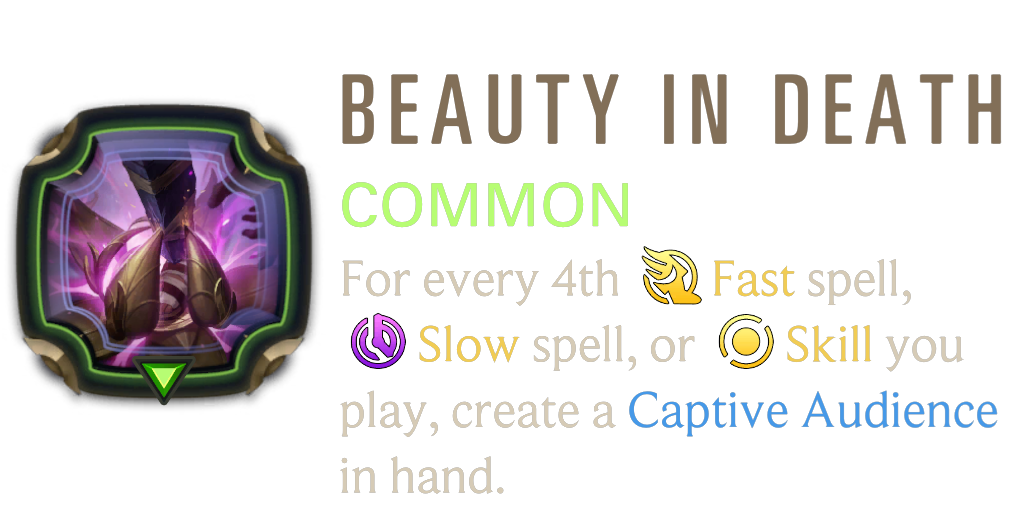 BEAUTY IN DEATH
COMMON
For every 4th Fast spell,
Slow spell, or Skill you
play, create a Captive Audience
in hand.